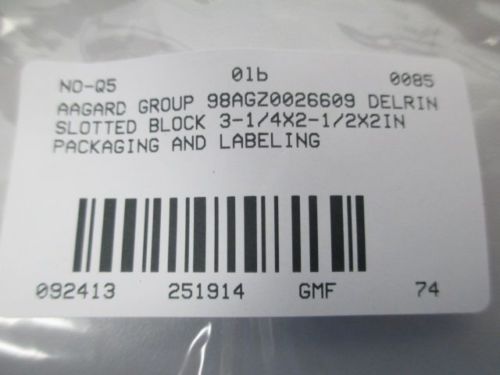 NO-Q5 01b 0085
AAGARD GROUP 98AGZ0026609 DELRIN
SLOTTED BLOCK 3-1/4X2-1/2X2IN
PACKAGING AND LABELING
092413 251914 GMF 74